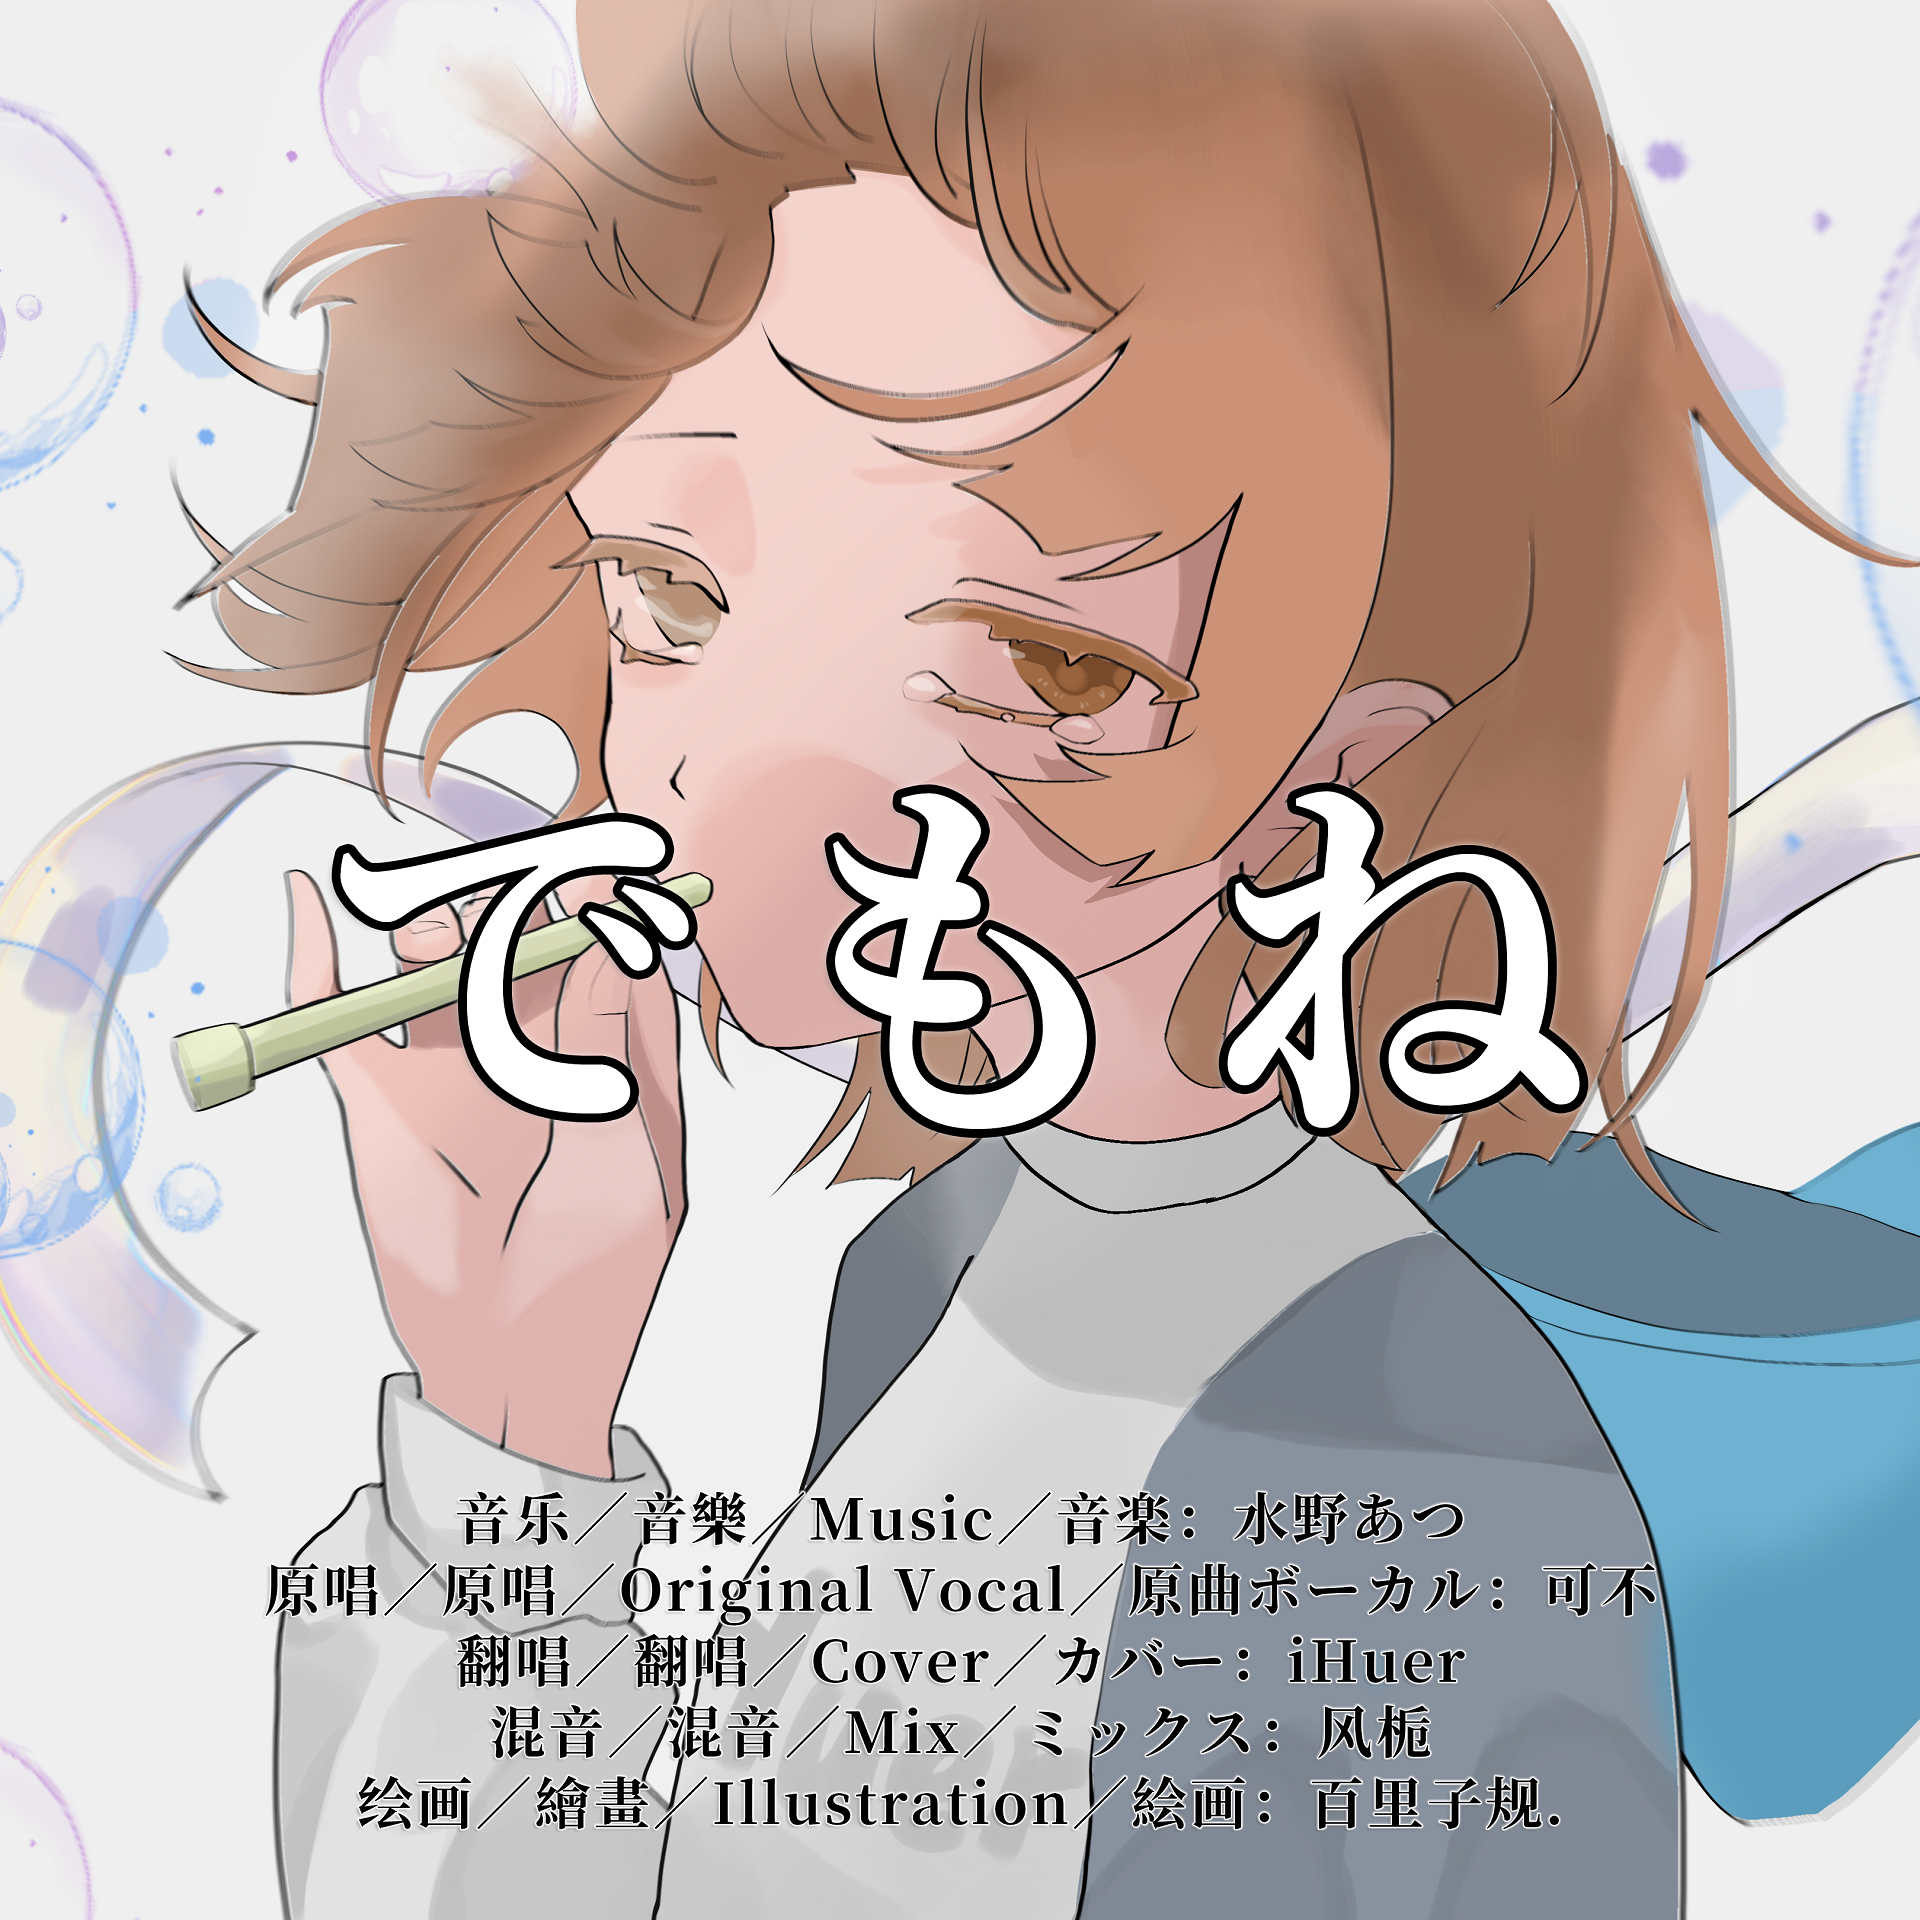 でもね
音乐／音樂／Music／音楽：水野あつ
原唱／原唱／Original Vocal／原曲ボーカル：可不
翻唱／翻唱／Cover／カバー：iHuer
混音／混音／Mix／ミックス：风栀
绘画／繪畫／Illustration／絵画：百里子规.